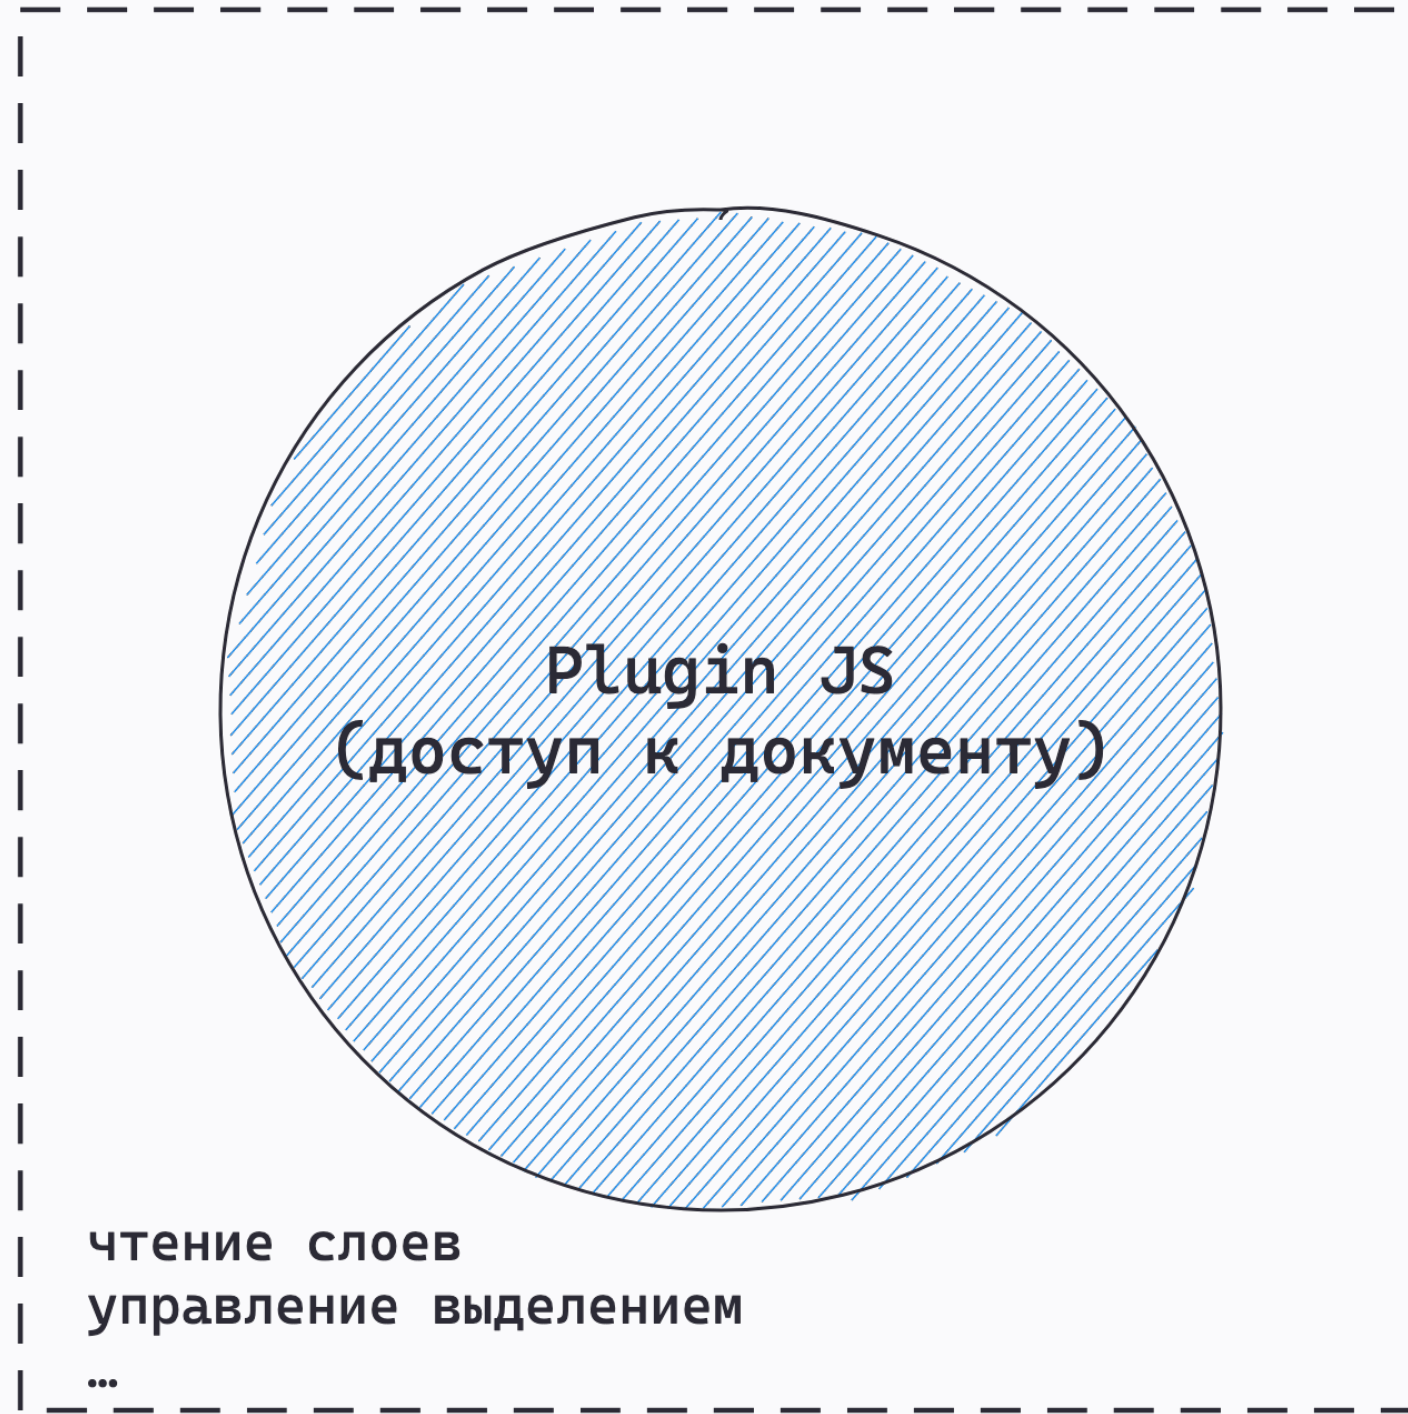 Plugin JS
(доступ к документу)
чтение слоев
управление выделением
…